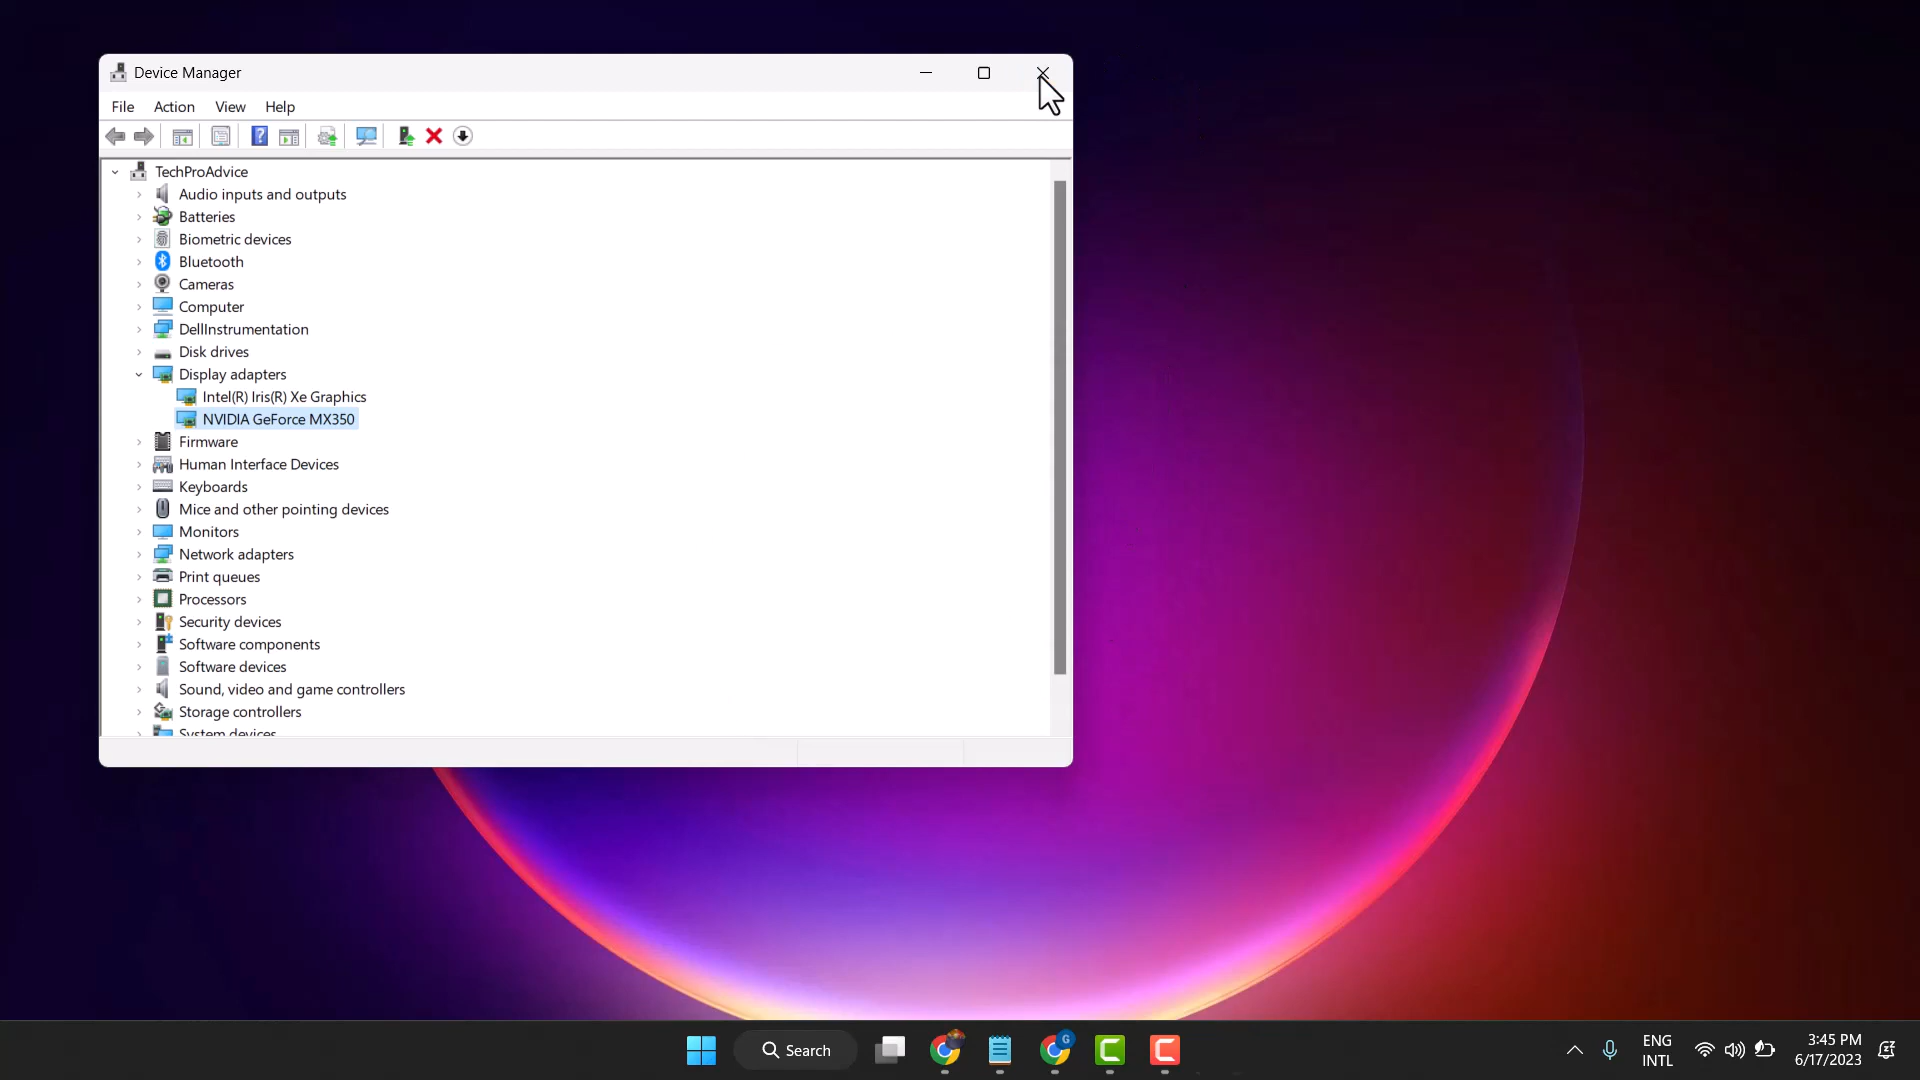 Device Manager
File Action View Help
TechProAdvice
Audio inputs and outputs
Batteries
Biometric devices
Bluetooth
Cameras
Computer
DellInstrumentation
Disk drives
Display adapters
Intel(R) Iris(R) Xe Graphics
NVIDIA GeForce MX350
Firmware
Human Interface Devices
Keyboards
Mice and other pointing devices
Monitors
Network adapters
Print queues
Processors
Security devices
Software components
Software devices
Sound, video and game controllers
Storage controllers
System devices
Search
G
ENG
INTL
3:45 PM
6/17/2023